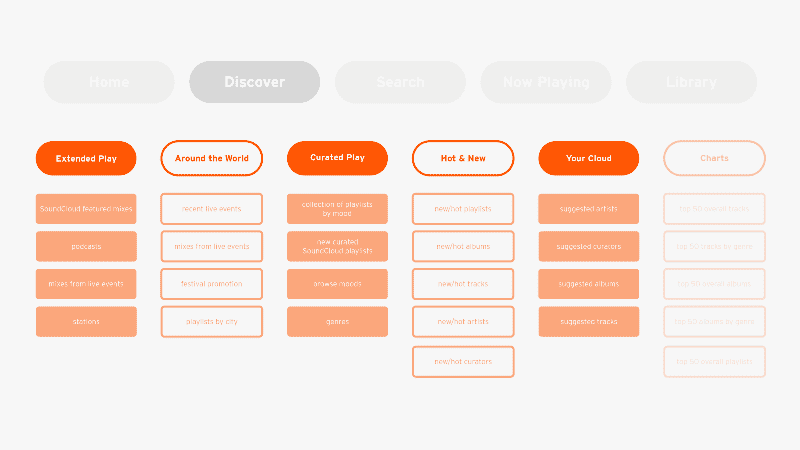 Home
Discover
Search
Now Playing
Library
Extended Play
Around the World
Curated Play
Hot & New
Your Cloud
Charts
SoundCloud featured mixes
recent live events
collection of playlists
by mood
new/hot playlists
suggested artists
top 50 overall tracks
podcasts
mixes from live events
new curated
SoundCloud playlists
new/hot albums
suggested curators
top 50 tracks by genre
mixes from live events
festival promotion
browse moods
new/hot tracks
suggested albums
top 50 overall albums
stations
playlists by city
genres
new/hot artists
suggested tracks
top 50 albums by genre
new/hot curators
top 50 overall playlists